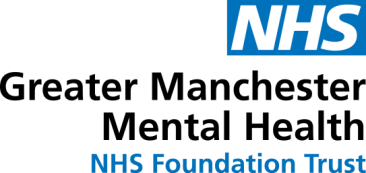 NHS
Greater Manchester
Mental Health
NHS Foundation Trust